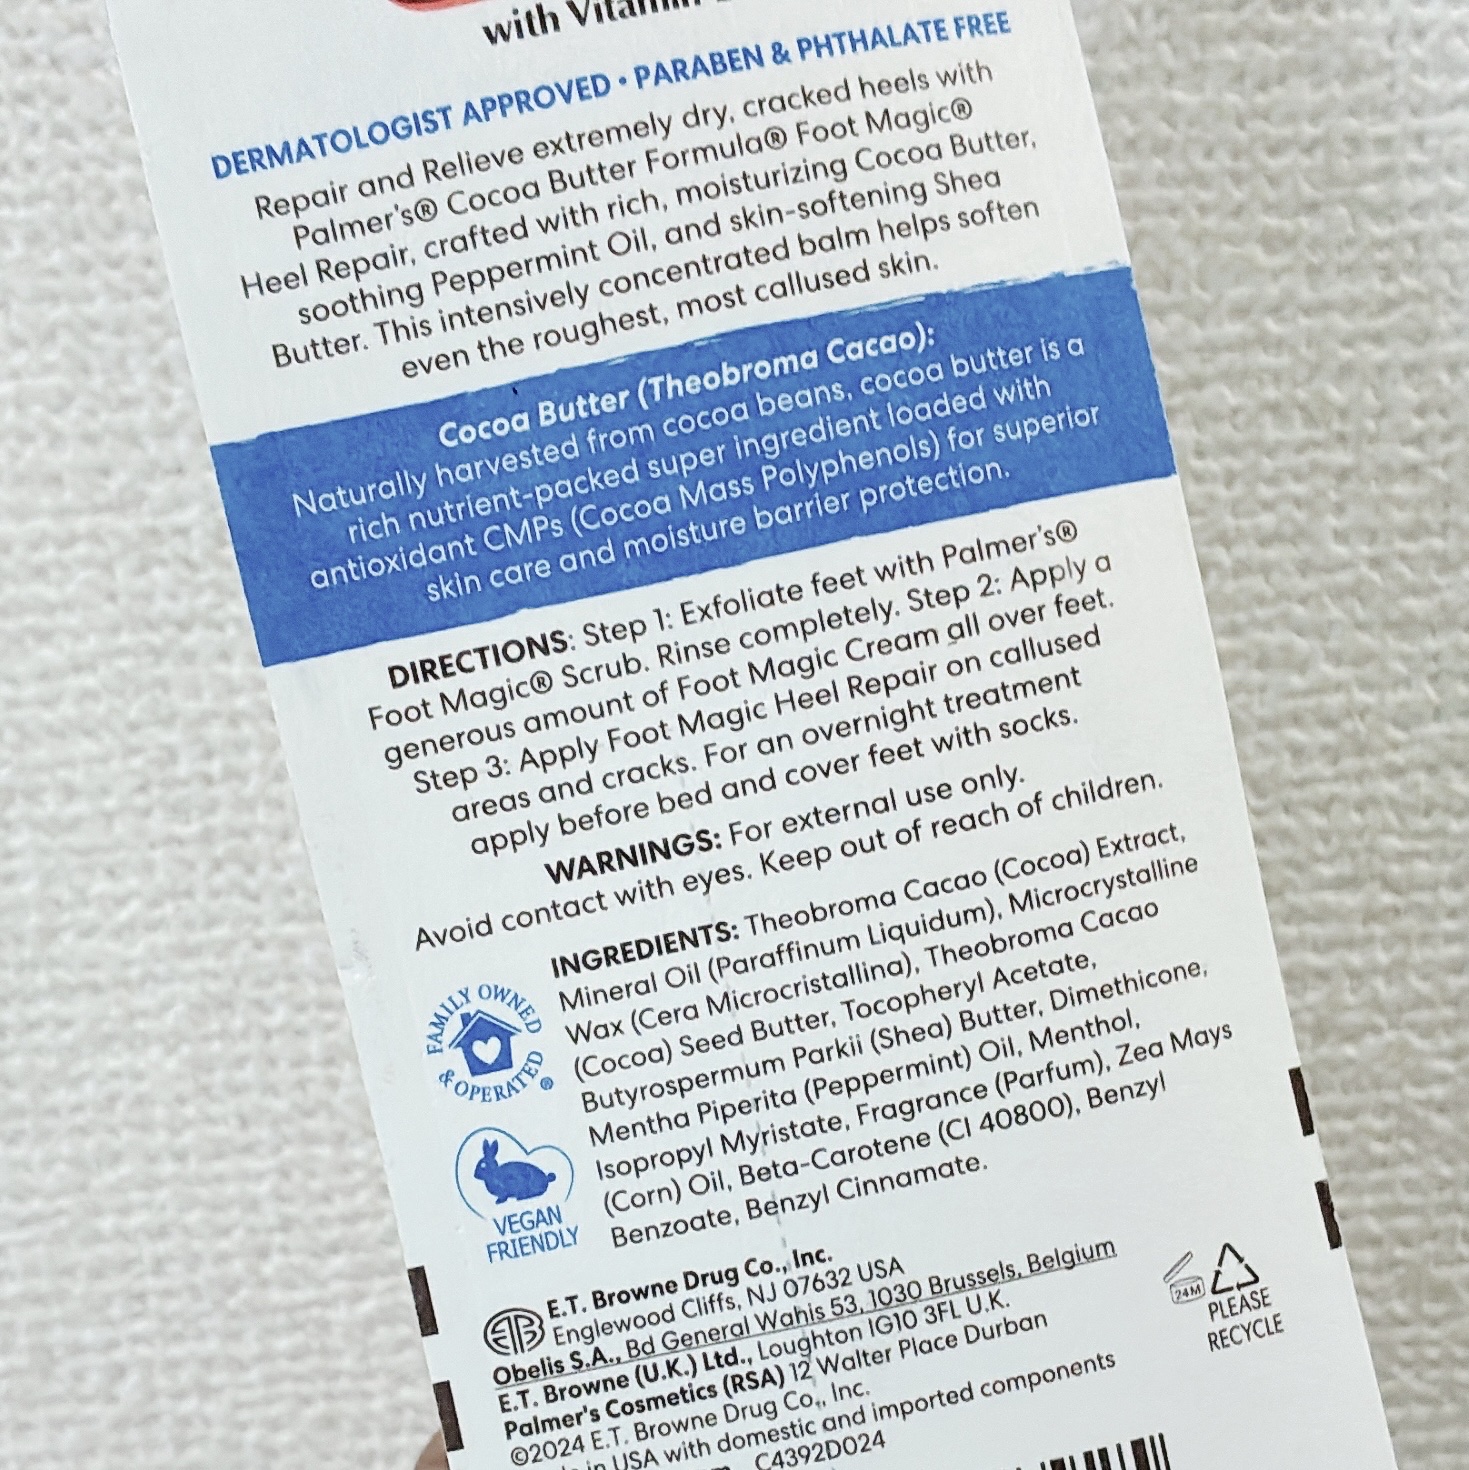 with Vitamin
DERMATOLOGIST APPROVED • PARABEN & PHTHALATE FREE
Repair and Relieve extremely dry, cracked heels with
Palmer's® Cocoa Butter Formula® Foot Magic®
Heel Repair, crafted with rich, moisturizing Cocoa Butter,
soothing Peppermint Oil, and skin-softening Shea
Butter. This intensively concentrated balm helps soften
even the roughest, most callused skin.
Cocoa Butter (Theobroma Cacao):
Naturally harvested from cocoa beans, cocoa butter is a
rich nutrient-packed super ingredient loaded with
antioxidant CMPs (Cocoa Mass Polyphenols) for superior
skin care and moisture barrier protection.
DIRECTIONS: Step 1: Exfoliate feet with Palmer's®
Foot Magic® Scrub. Rinse completely. Step 2: Apply a
generous amount of Foot Magic Cream all over feet.
Step 3: Apply Foot Magic Heel Repair on callused
areas and cracks. For an overnight treatment
apply before bed and cover feet with socks.
WARNINGS: For external use only.
Avoid contact with eyes. Keep out of reach of children.
INGREDIENTS: Theobroma Cacao (Cocoa) Extract,
Mineral Oil (Paraffinum Liquidum), Microcrystalline
Wax (Cera Microcristallina), Theobroma Cacao
(Cocoa) Seed Butter, Tocopheryl Acetate,
Butyrospermum Parkii (Shea) Butter, Dimethicone,
Mentha Piperita (Peppermint) Oil, Menthol,
Isopropyl Myristate, Fragrance (Parfum), Zea Mays
(Corn) Oil, Beta-Carotene (CI 40800), Benzyl
Benzoate, Benzyl Cinnamate.
FAMILY OWNED
& OPERATED®
VEGAN
FRIENDLY
E.T. Browne Drug Co., Inc.
Englewood Cliffs, NJ 07632 USA
Obelis S.A., Bd General Wahis 53, 1030 Brussels, Belgium
E.T. Browne (U.K.) Ltd., Loughton IG10 3FL U.K.
Palmer's Cosmetics (RSA) 12 Walter Place Durban
©2024 E.T. Browne Drug Co., Inc.
in USA with domestic and imported components
C4392D024
ETB
24M
PLEASE
RECYCLE